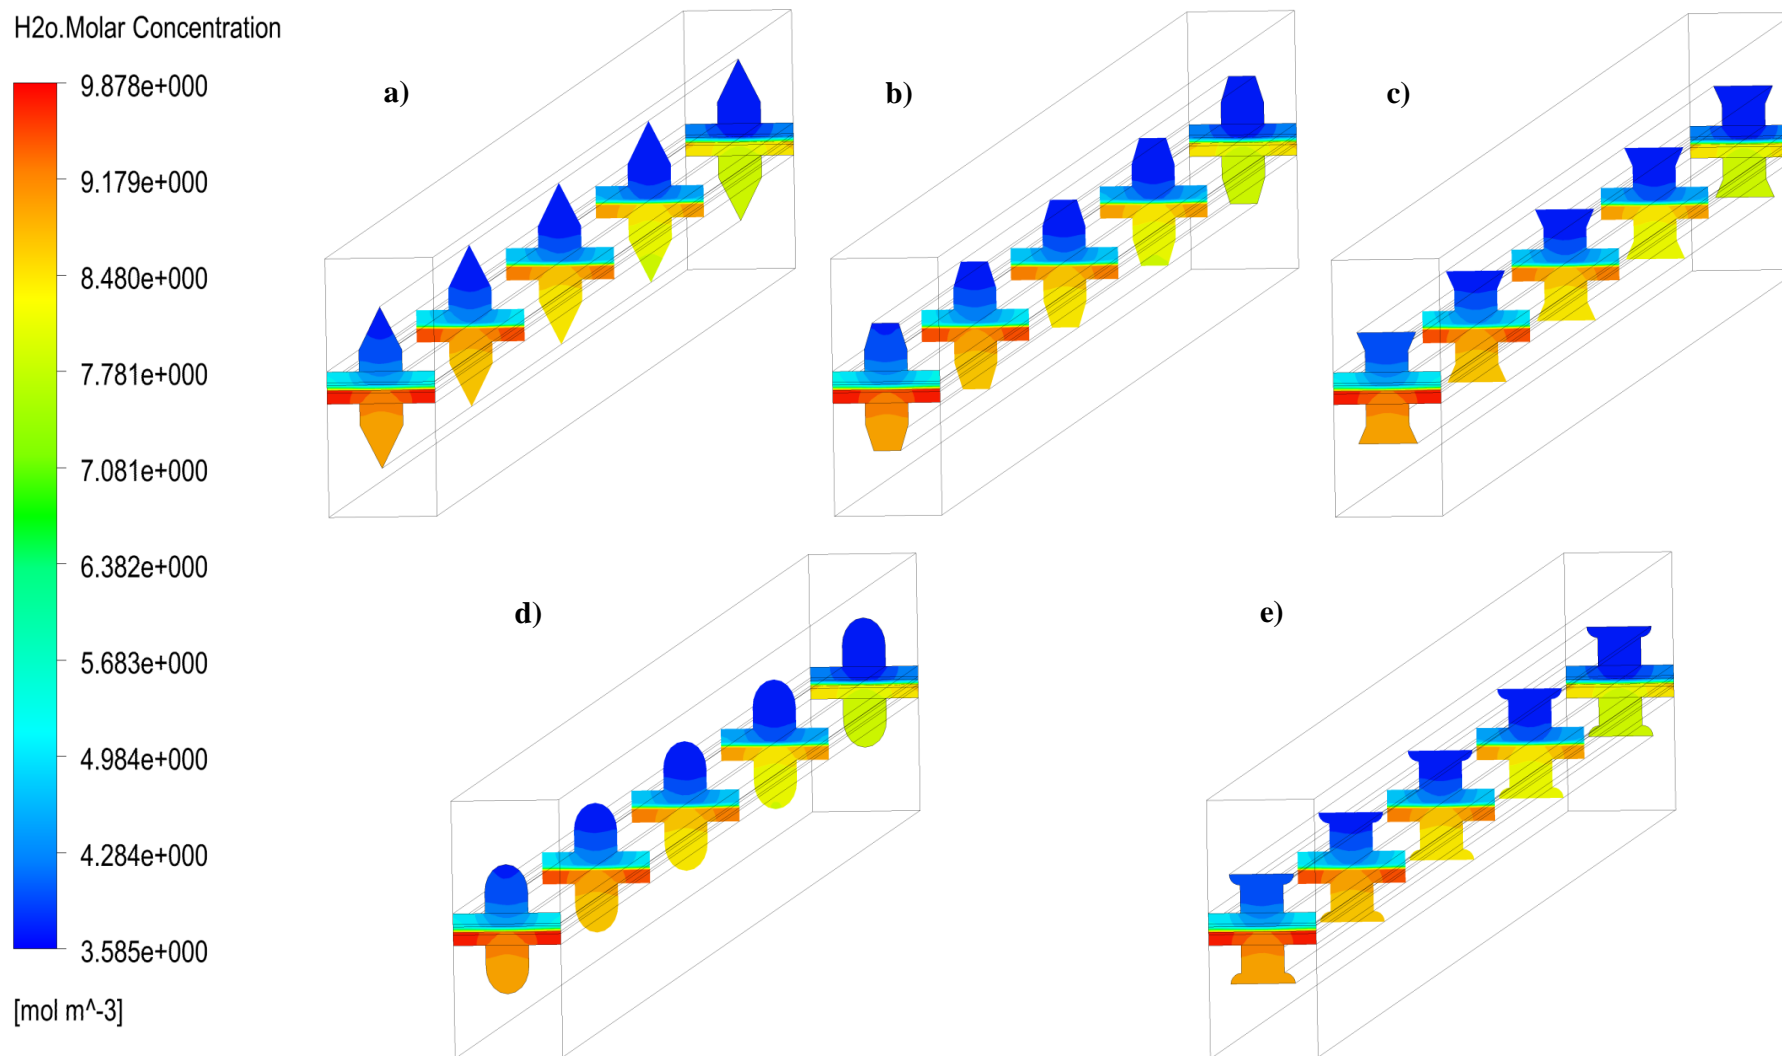 H2o.Molar Concentration
9.878e+000
9.179e+000
8.480e+000
7.781e+000
7.081e+000
6.382e+000
5.683e+000
4.984e+000
4.284e+000
3.585e+000
[mol m^-3]
a)
b)
c)
d)
e)